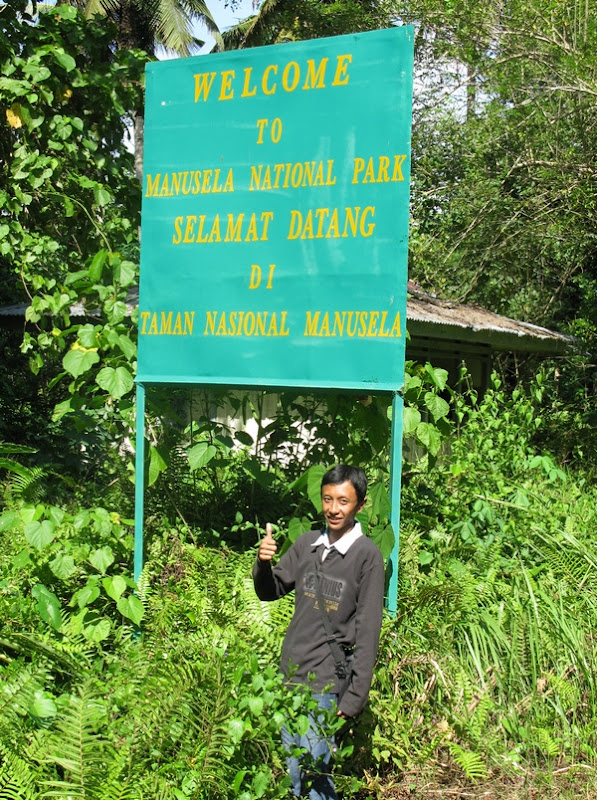 WELCOME
TO
MANUSELA NATIONAL PARK
SELAMAT DATANG
DI
TAMAN NASIONAL MANUSELA